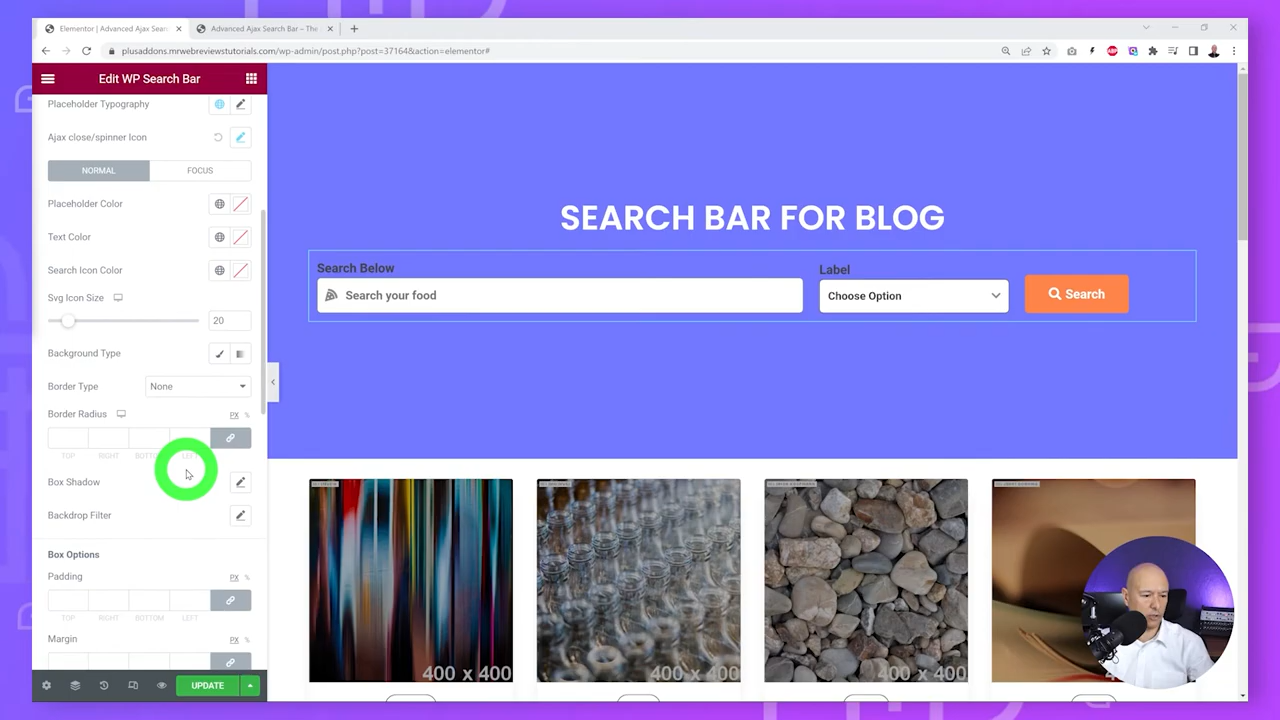 Elementor | Advanced Ajax Sear
Advanced Ajax Search Bar – The
plusaddons.mrwebreviewstutorials.com/wp-admin/post.php?post=37164&action=elementor#
Edit WP Search Bar
Placeholder Typography
Ajax close/spinner Icon
NORMAL
FOCUS
Placeholder Color
Text Color
Search Icon Color
Svg Icon Size
20
Background Type
Border Type
None
Border Radius
PX %
TOP RIGHT BOTTOM LEFT
Box Shadow
Backdrop Filter
Box Options
Padding
PX %
TOP RIGHT BOTTOM LEFT
Margin
PX %
UPDATE
SEARCH BAR FOR BLOG
Search Below
Label
Search your food
Choose Option
Search
400 x 400
400 x 400
400 x 400
400